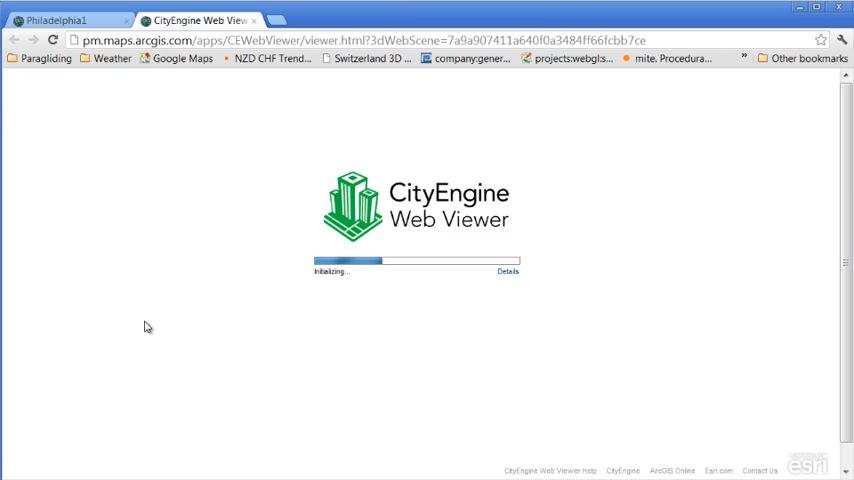 Philadelphia1
CityEngine Web View
pm.maps.arcgis.com/apps/CEWebViewer/viewer.html?3dWebScene=7a9a907411a640f0a3484ff66fcbb7ce
Paragliding
Weather
Google Maps
NZD CHF Trend...
Switzerland 3D ...
company:gener...
projects:webgl:s...
mite. Procedura...
»
Other bookmarks
CityEngine
Web Viewer
Initializing...
Details
CityEngine Web Viewer Help
CityEngine
ArcGIS Online
Esri.com
Contact Us
esri